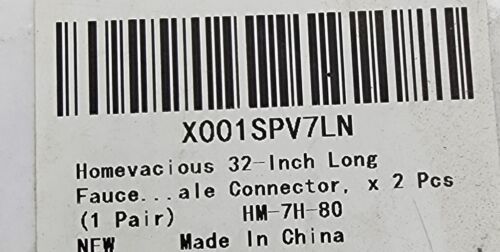 X001SPV7LN
Homevacious 32-Inch Long
Fauce...ale Connector, x 2 Pcs
(1 Pair) HM-7H-80
NEW Made In China